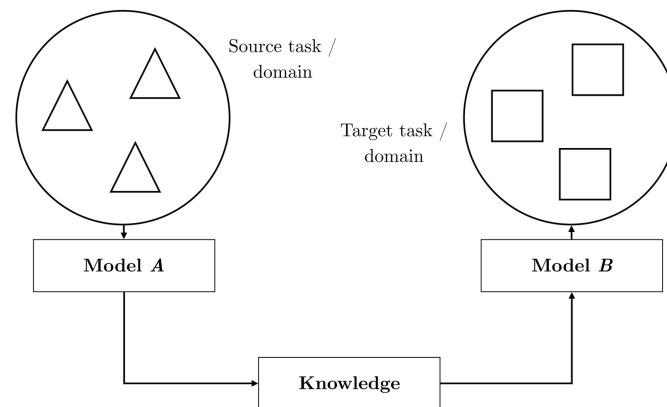 Source task /
domain
Target task /
domain
Model A
Model B
Knowledge